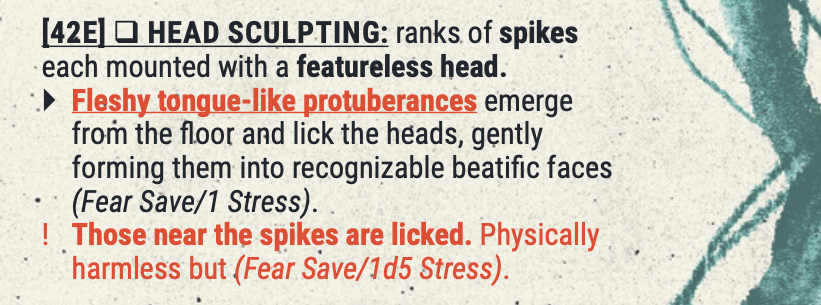 [42E] ❏ HEAD SCULPTING: ranks of spikes
each mounted with a featureless head.
▶ Fleshy tongue-like protuberances emerge
from the floor and lick the heads, gently
forming them into recognizable beatific faces
(Fear Save/1 Stress).
! Those near the spikes are licked. Physically
harmless but (Fear Save/1d5 Stress).